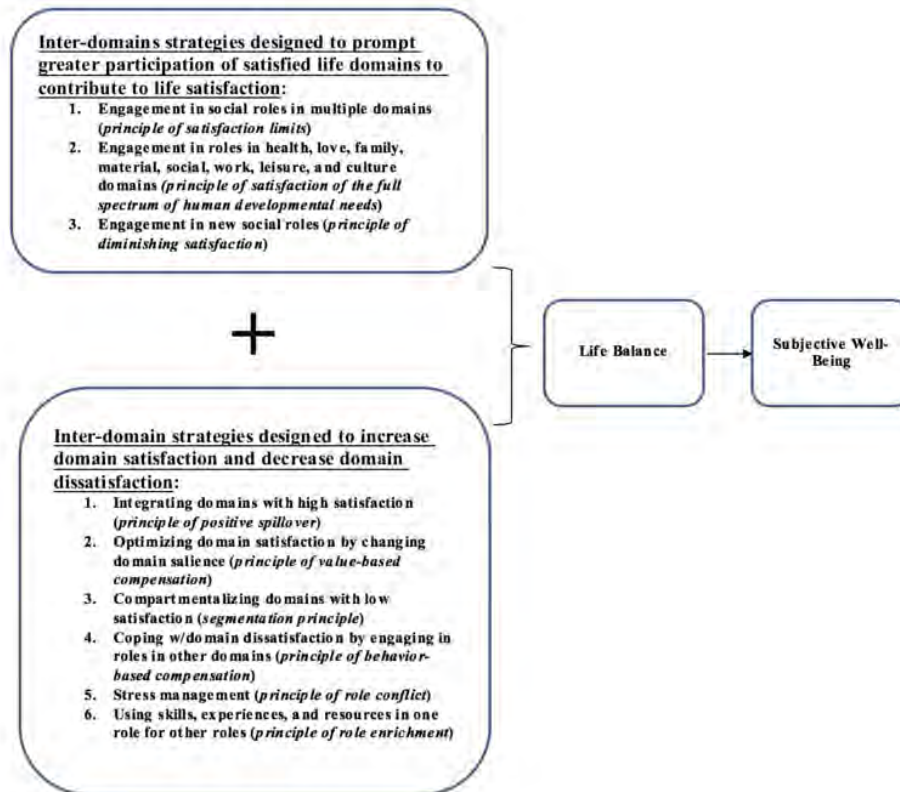 Inter-domains strategies designed to prompt
greater participation of satisfied life domains to
contribute to life satisfaction:
1. Engagement in social roles in multiple domains
(principle of satisfaction limits)
2. Engagement in roles in health, love, family,
material, social, work, leisure, and culture
domains (principle of satisfaction of the full
spectrum of human developmental needs)
3. Engagement in new social roles (principle of
diminishing satisfaction)
+
Inter-domain strategies designed to increase
domain satisfaction and decrease domain
dissatisfaction:
1. Integrating domains with high satisfaction
(principle of positive spillover)
2. Optimizing domain satisfaction by changing
domain salience (principle of value-based
compensation)
3. Compartmentalizing domains with low
satisfaction (segmentation principle)
4. Coping w/domain dissatisfaction by engaging in
roles in other domains (principle of behavior-
based compensation)
5. Stress management (principle of role conflict)
6. Using skills, experiences, and resources in one
role for other roles (principle of role enrichment)
Life Balance
Subjective Well-
Being